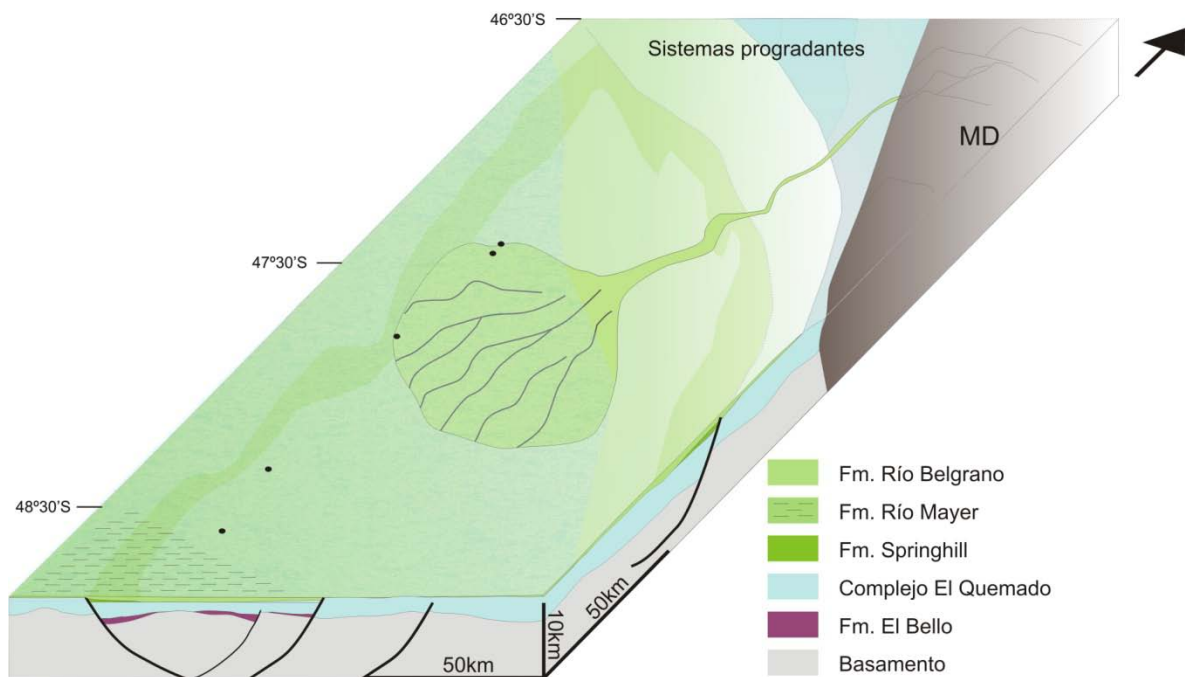 46º30'S
Sistemas progradantes
MD
47º30'S
48º30'S
Fm. Río Belgrano
Fm. Río Mayer
Fm. Springhill
Complejo El Quemado
Fm. El Bello
Basamento
50km
10km
50km